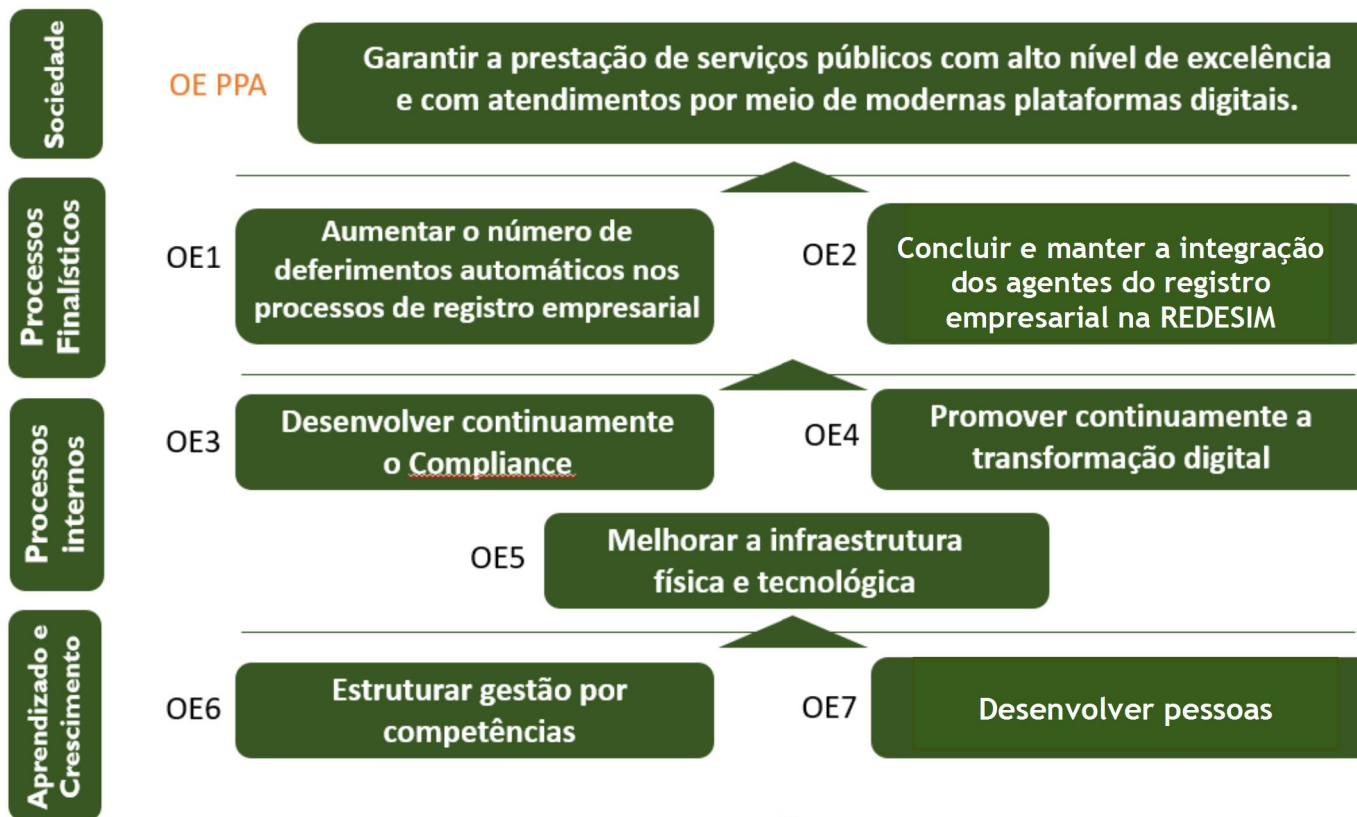 Sociedade
OE PPA
Garantir a prestação de serviços públicos com alto nível de excelência
e com atendimentos por meio de modernas plataformas digitais.
Processos
Finalísticos
OE1
Aumentar o número de
deferimentos automáticos nos
processos de registro empresarial
OE2
Concluir e manter a integração
dos agentes do registro
empresarial na REDESIM
Processos
internos
OE3
Desenvolver continuamente
o Compliance
OE4
Promover continuamente a
transformação digital
OE5
Melhorar a infraestrutura
física e tecnológica
Aprendizado e
Crescimento
OE6
Estruturar gestão por
competências
OE7
Desenvolver pessoas